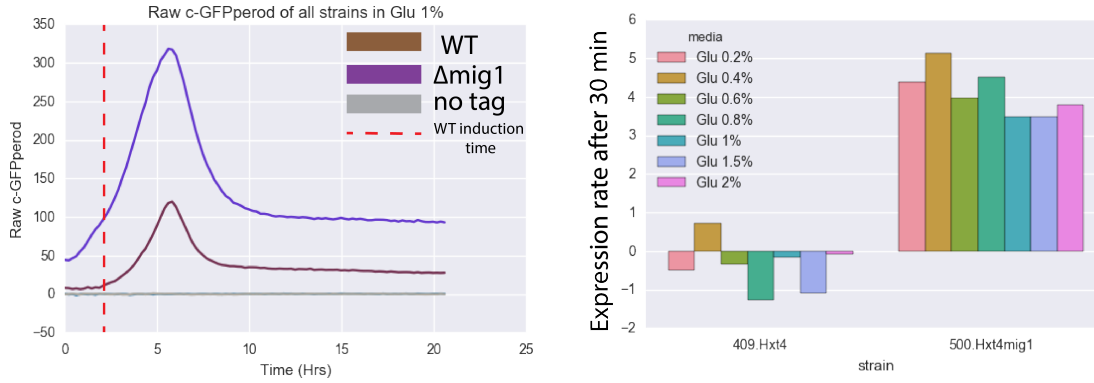 Raw c-GFPperod of all strains in Glu 1%
350
300
250
200
150
100
50
0
−50
Raw c-GFPperod
0 5 10 15 20 25
Time (Hrs)
WT
Δmig1
no tag
WT induction
time
Expression rate after 30 min
6
5
4
3
2
1
0
−1
−2
media
Glu 0.2%
Glu 0.4%
Glu 0.6%
Glu 0.8%
Glu 1%
Glu 1.5%
Glu 2%
409.Hxt4 500.Hxt4mig1
strain